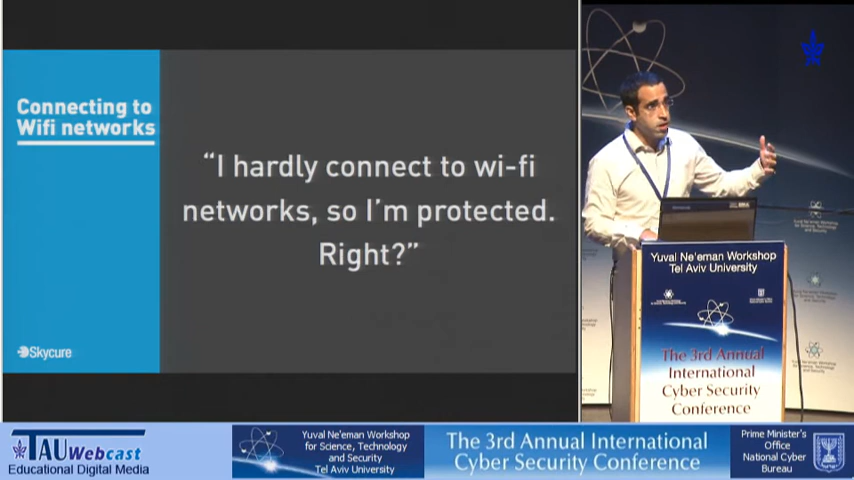 Connecting to
Wifi networks
"I hardly connect to wi-fi
networks, so I'm protected.
Right?"
Skycure
Yuval Ne'eman Workshop
Tel Aviv University
The 3rd Annual
International
Cyber Security
Conference
TAU Webcast
Educational Digital Media
Yuval Ne'eman Workshop
for Science, Technology
and Security
Tel Aviv University
The 3rd Annual International
Cyber Security Conference
Prime Minister's
Office
National Cyber
Bureau